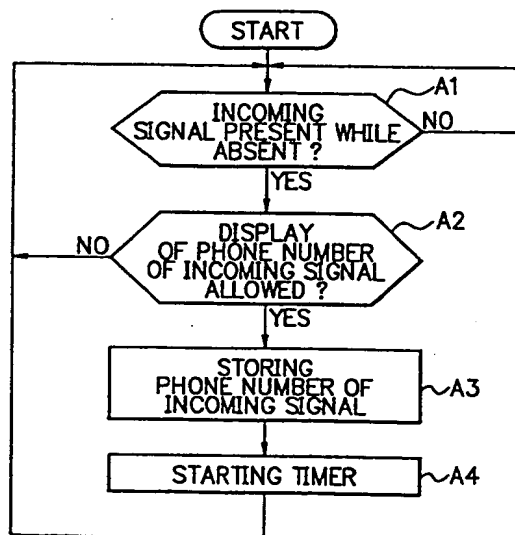 START
A1
INCOMING
SIGNAL PRESENT WHILE
ABSENT ?
NO
YES
A2
DISPLAY
OF PHONE NUMBER
OF INCOMING SIGNAL
ALLOWED ?
NO
YES
STORING
PHONE NUMBER OF
INCOMING SIGNAL
A3
STARTING TIMER
A4